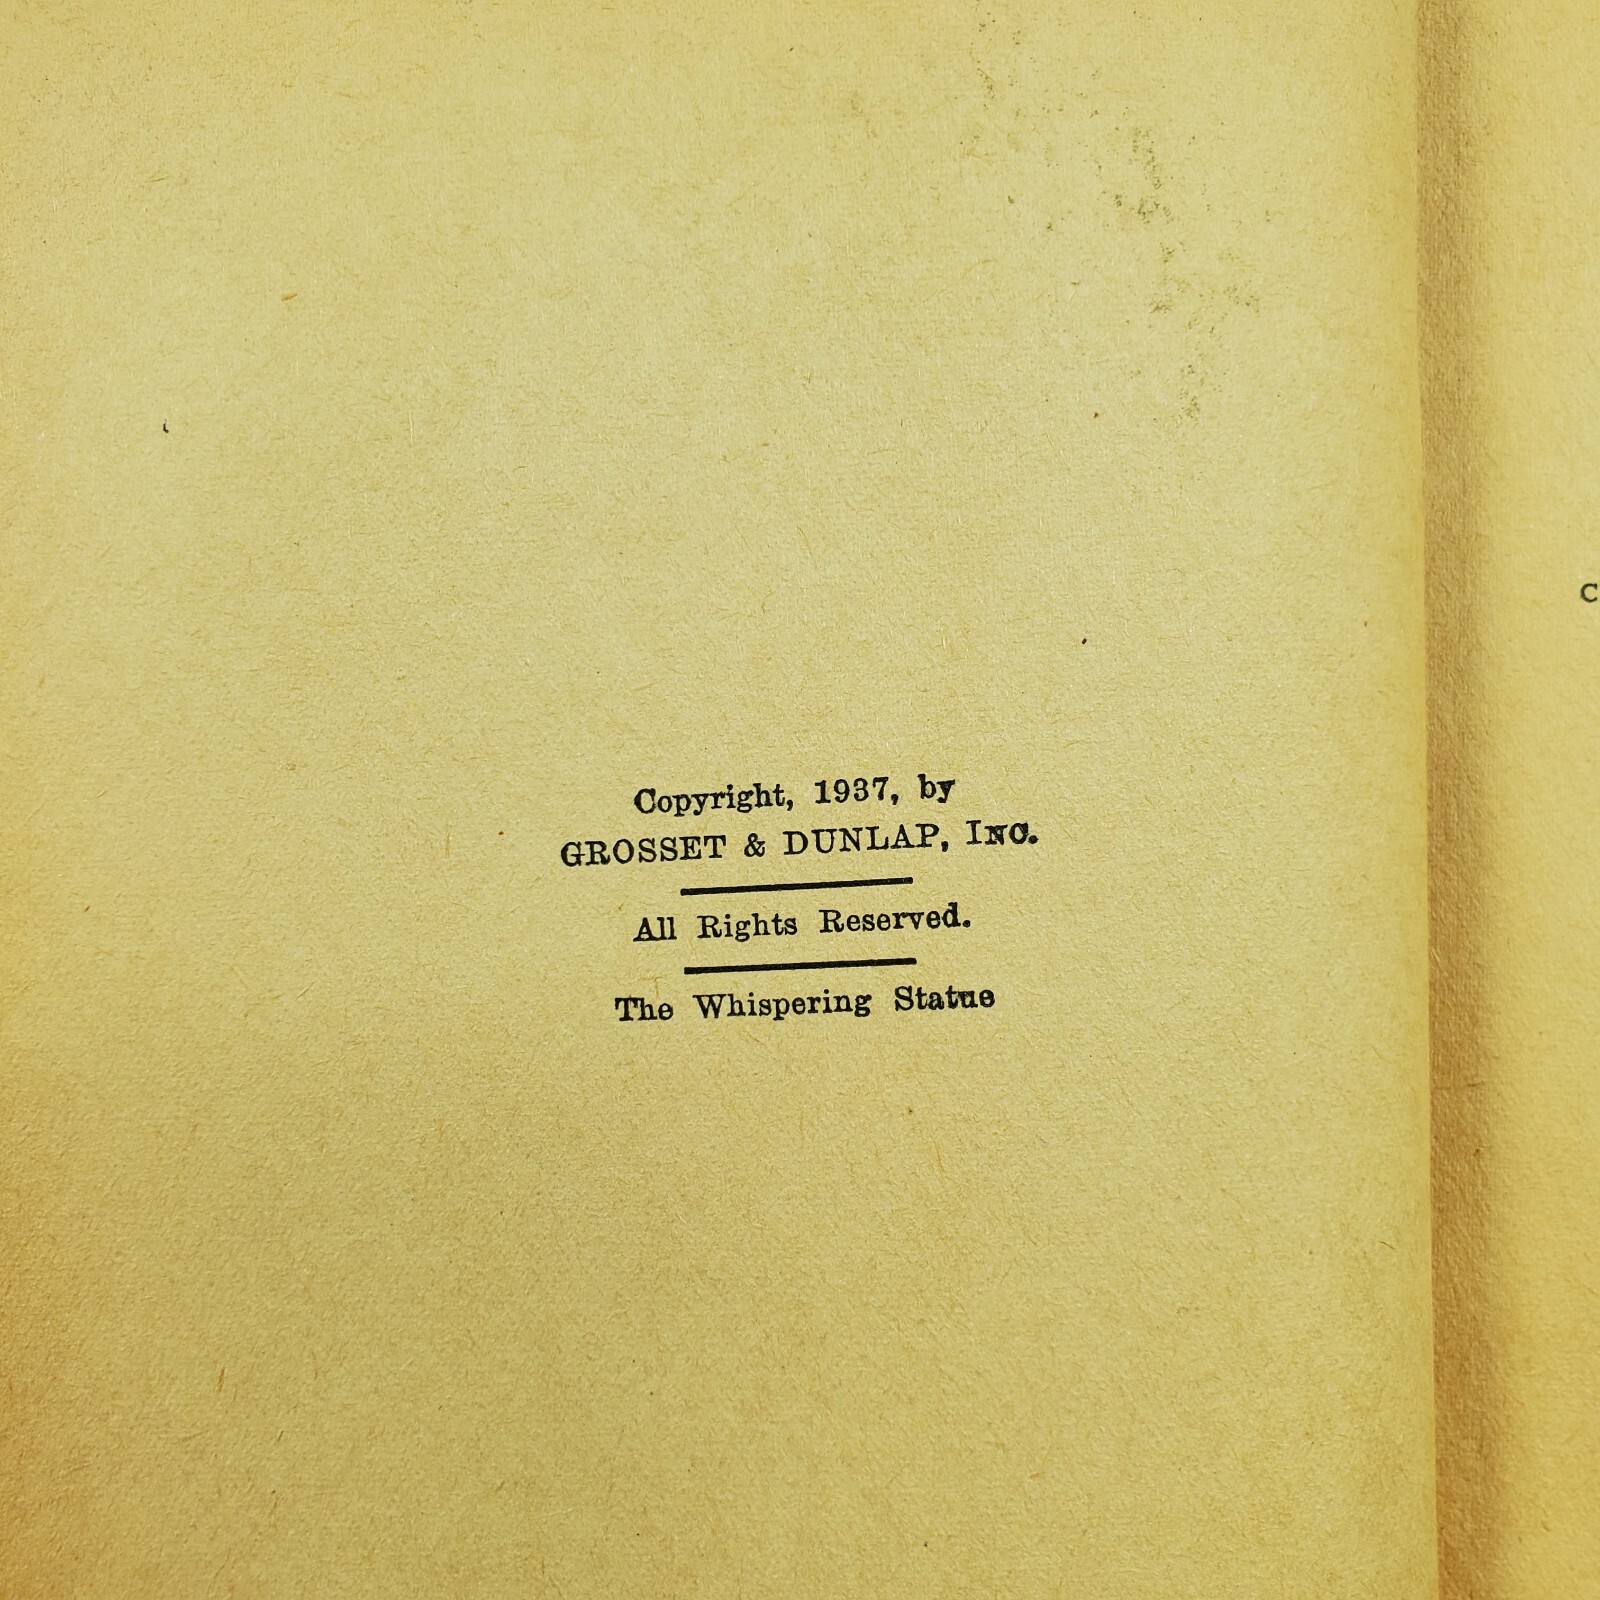 Copyright, 1937, by
GROSSET & DUNLAP, INC.
All Rights Reserved.
The Whispering Statue
C